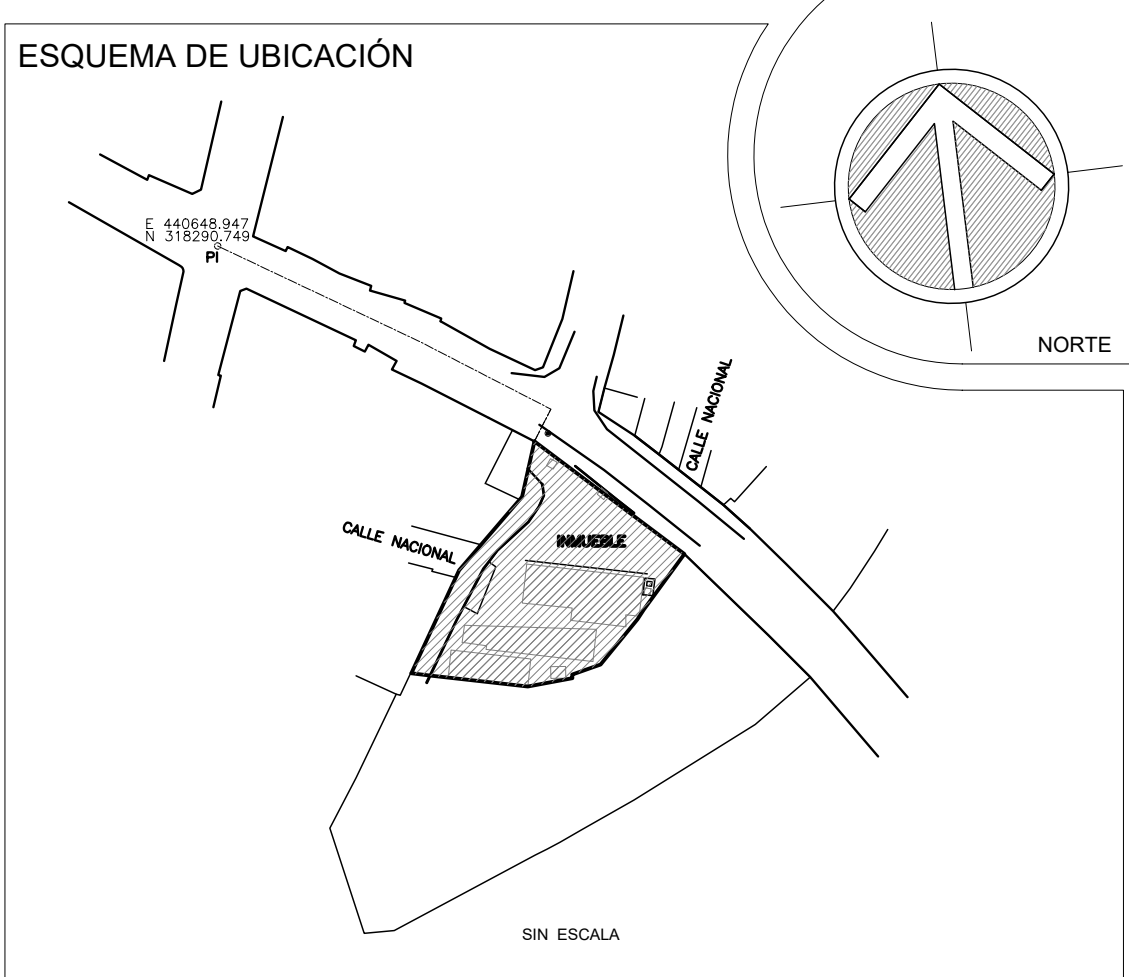 ESQUEMA DE UBICACIÓN
E 440648.947
N 318290.749
PI
NORTE
CALLE NACIONAL
CALLE NACIONAL
INMUEBLE
SIN ESCALA